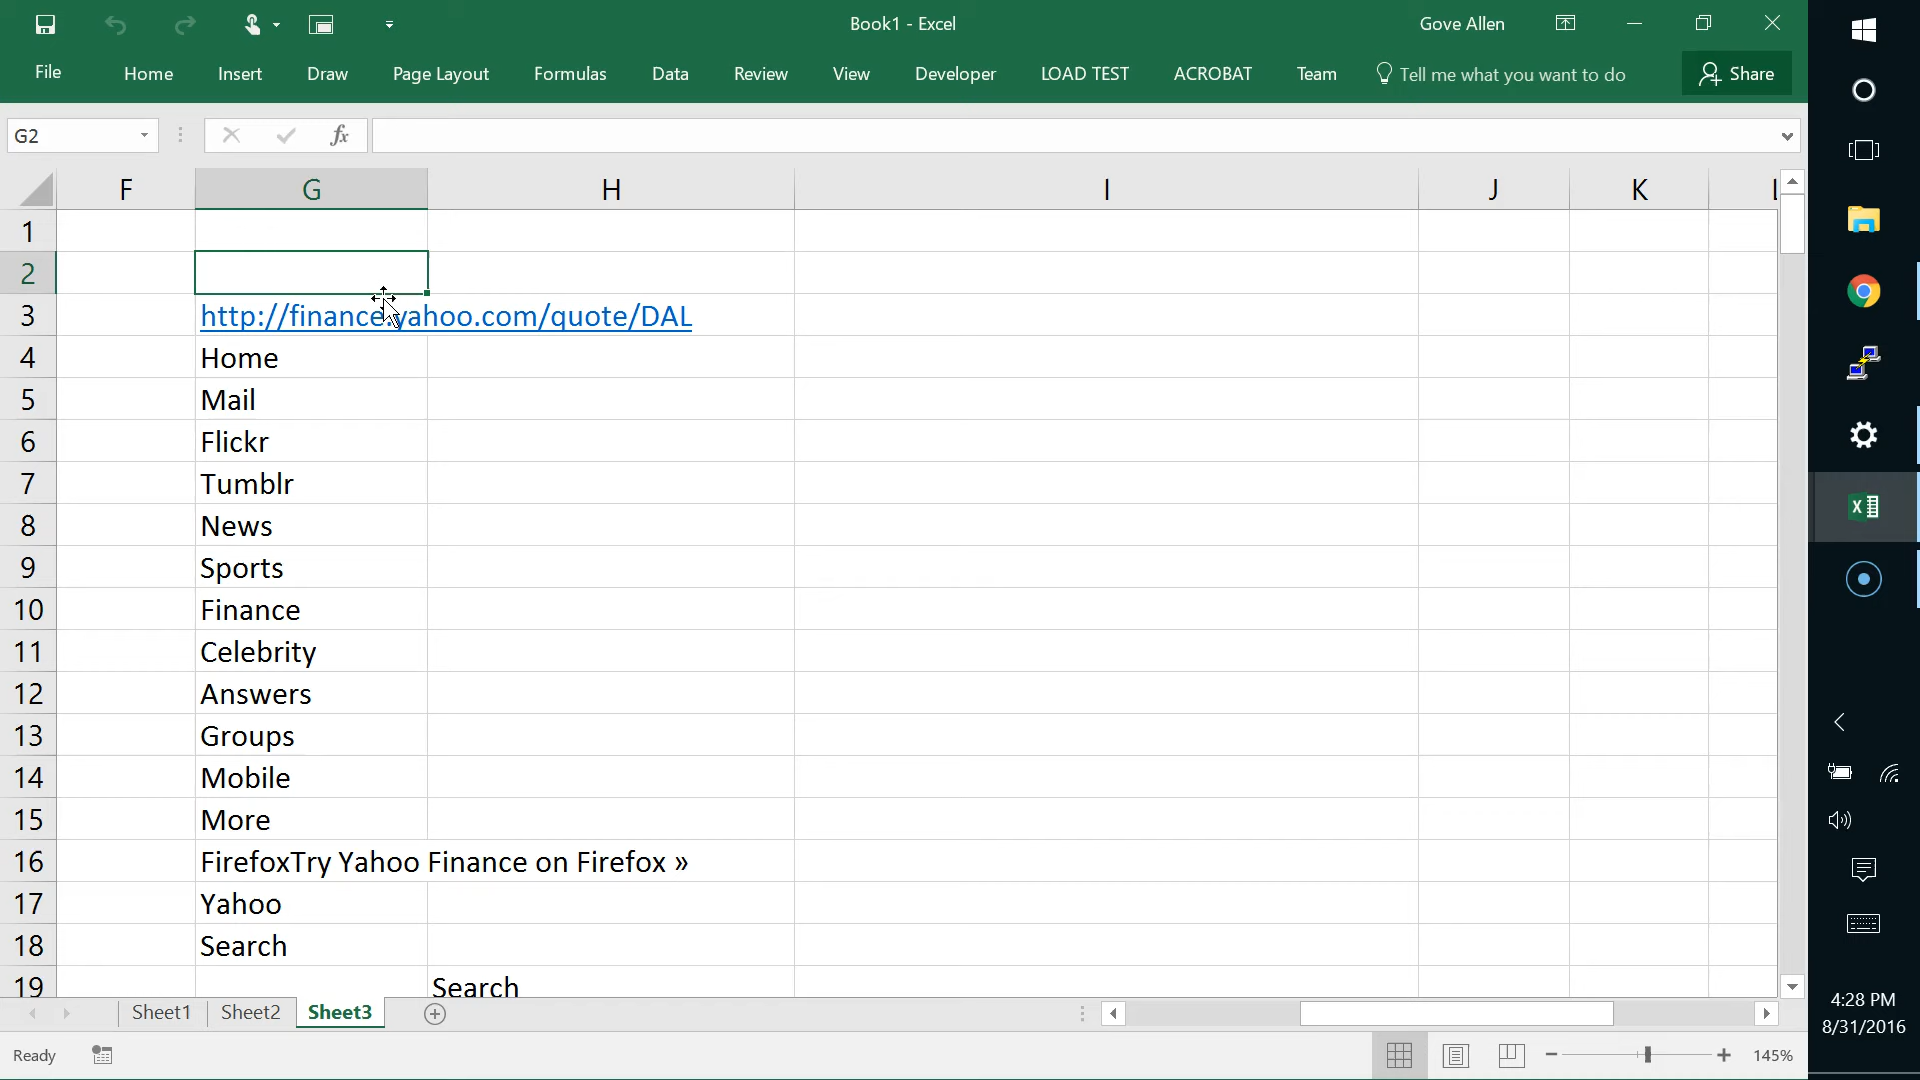 Book1 - Excel
Gove Allen
File Home Insert Draw Page Layout Formulas Data Review View Developer LOAD TEST ACROBAT Team Tell me what you want to do Share
G2 fx
F G H I J K L
1
2
3 http://finance.yahoo.com/quote/DAL
4 Home
5 Mail
6 Flickr
7 Tumblr
8 News
9 Sports
10 Finance
11 Celebrity
12 Answers
13 Groups
14 Mobile
15 More
16 FirefoxTry Yahoo Finance on Firefox »
17 Yahoo
18 Search
19 Search
Sheet1 Sheet2 Sheet3
Ready 145%
4:28 PM
8/31/2016